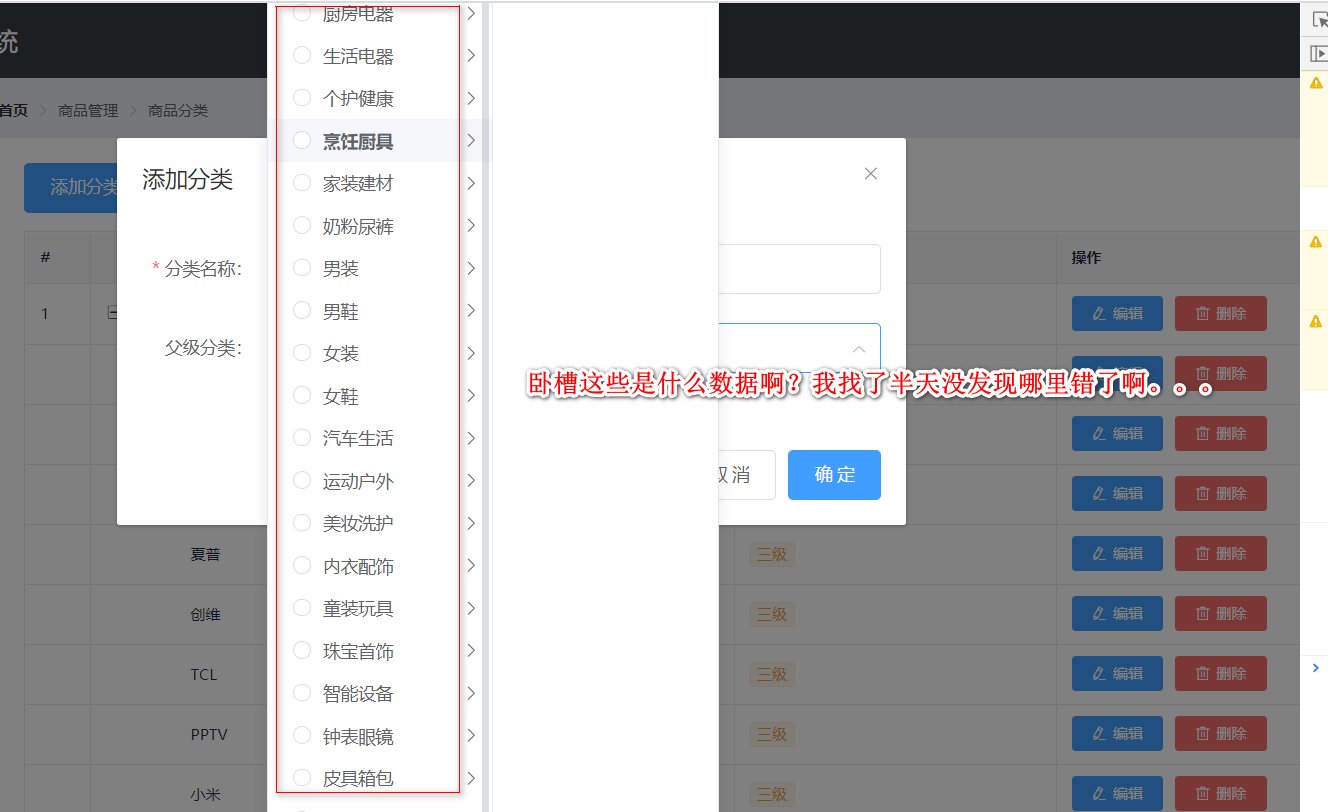 统
首页 > 商品管理 > 商品分类
添加分类
添加分类
* 分类名称:
父级分类:
厨房电器
生活电器
个护健康
烹饪厨具
家装建材
奶粉尿裤
男装
男鞋
女装
女鞋
汽车生活
运动户外
美妆洗护
内衣配饰
童装玩具
珠宝首饰
智能设备
钟表眼镜
皮具箱包
卧槽这些是什么数据啊？我找了半天没发现哪里错了啊。。。
取消 确定
# 操作
1 编辑 删除
编辑 删除
编辑 删除
编辑 删除
夏普 三级 编辑 删除
创维 三级 编辑 删除
TCL 三级 编辑 删除
PPTV 三级 编辑 删除
小米 三级 编辑 删除